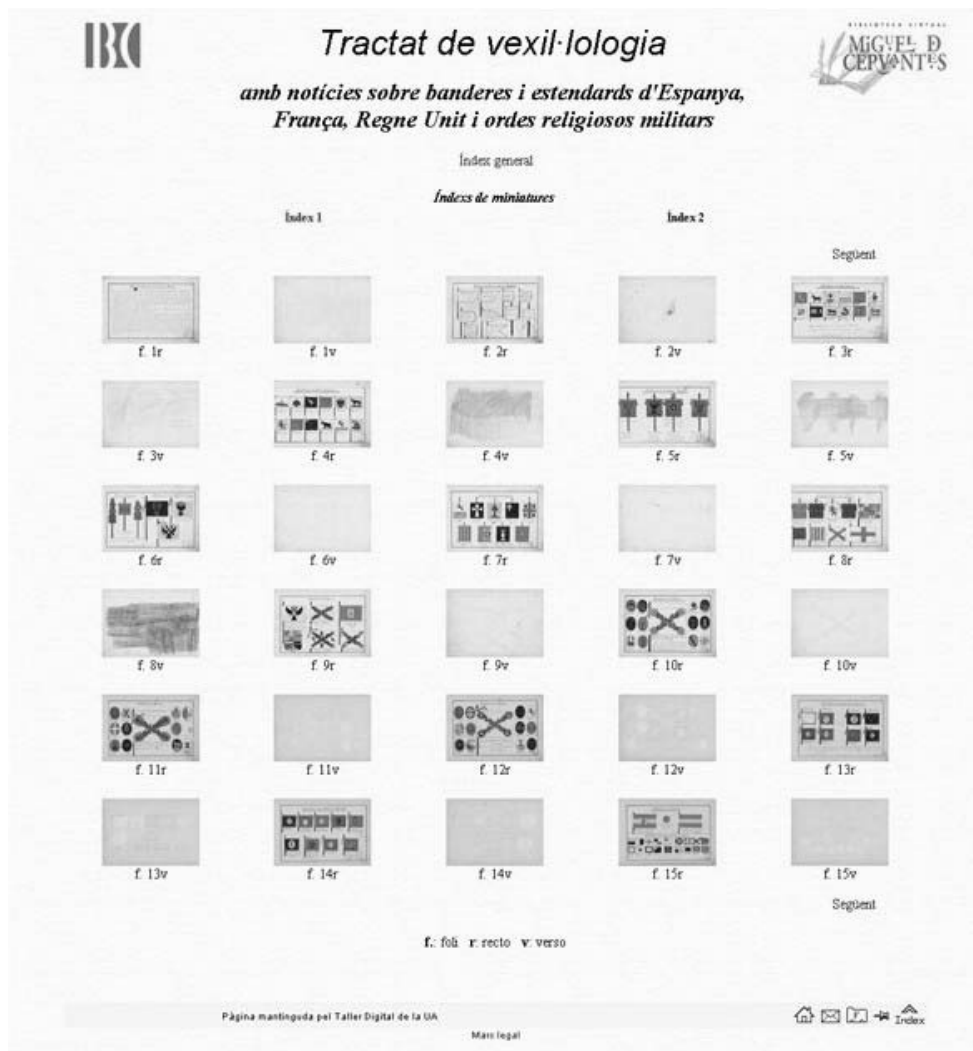 IBC
Tractat de vexil·lologia
BIBLIOTECA VIRTUAL
MiGUEL D
CERVANTES
amb notícies sobre banderes i estendards d'Espanya,
França, Regne Unit i ordes religiosos militars
Índex general
Índexs de miniatures
Índex 1 Índex 2
Següent
f. 1r f. 1v f. 2r f. 2v f. 3r
f. 3v f. 4r f. 4v f. 5r f. 5v
f. 6r f. 6v f. 7r f. 7v f. 8r
f. 8v f. 9r f. 9v f. 10r f. 10v
f. 11r f. 11v f. 12r f. 12v f. 13r
f. 13v f. 14r f. 14v f. 15r f. 15v
Següent
f.: foli r: recto v: verso
Pàgina mantinguda pel Taller Digital de la UA
Índex
Marc legal